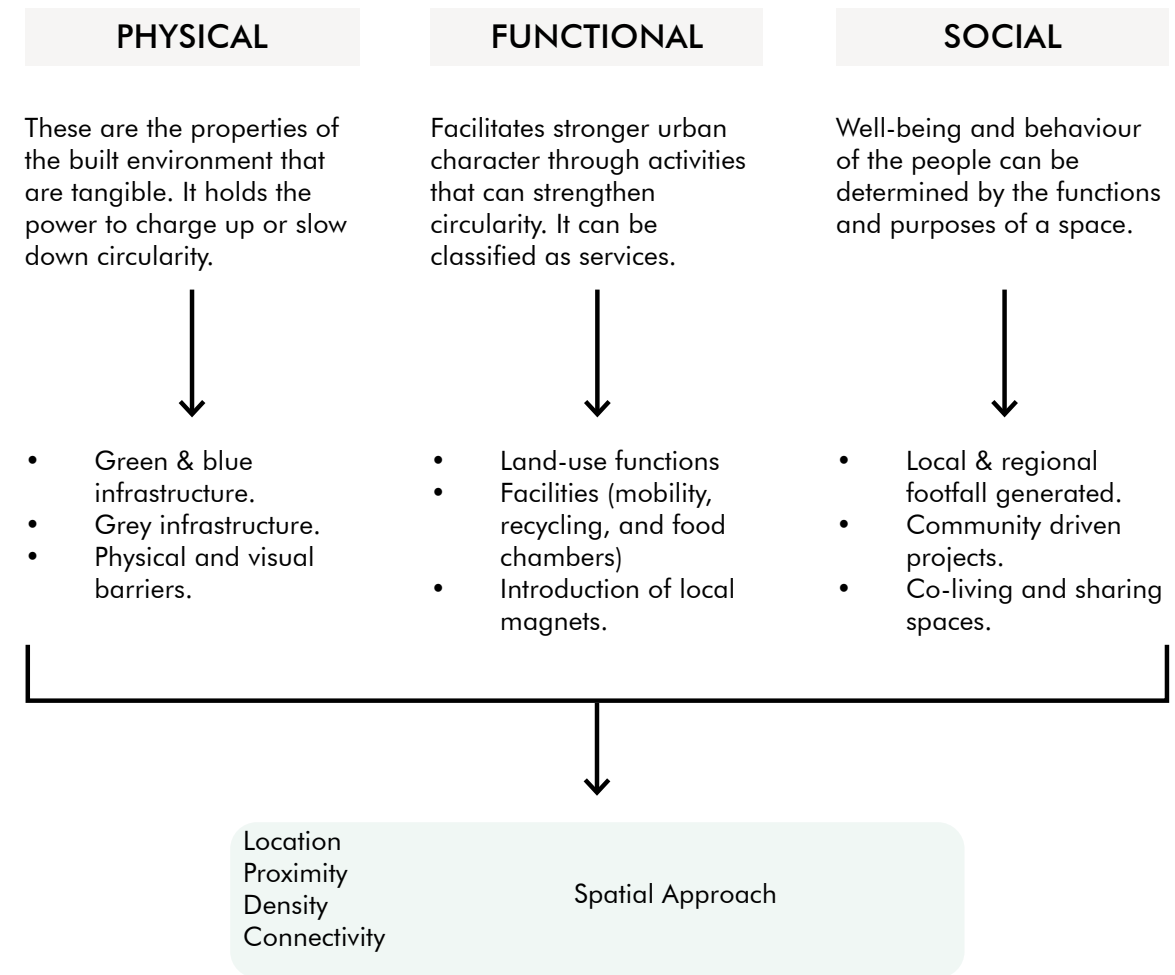 PHYSICAL
These are the properties of
the built environment that
are tangible. It holds the
power to charge up or slow
down circularity.
• Green & blue
infrastructure.
• Grey infrastructure.
• Physical and visual
barriers.
FUNCTIONAL
Facilitates stronger urban
character through activities
that can strengthen
circularity. It can be
classified as services.
• Land-use functions
• Facilities (mobility,
recycling, and food
chambers)
• Introduction of local
magnets.
SOCIAL
Well-being and behaviour
of the people can be
determined by the functions
and purposes of a space.
• Local & regional
footfall generated.
• Community driven
projects.
• Co-living and sharing
spaces.
Location
Proximity
Density
Connectivity
Spatial Approach